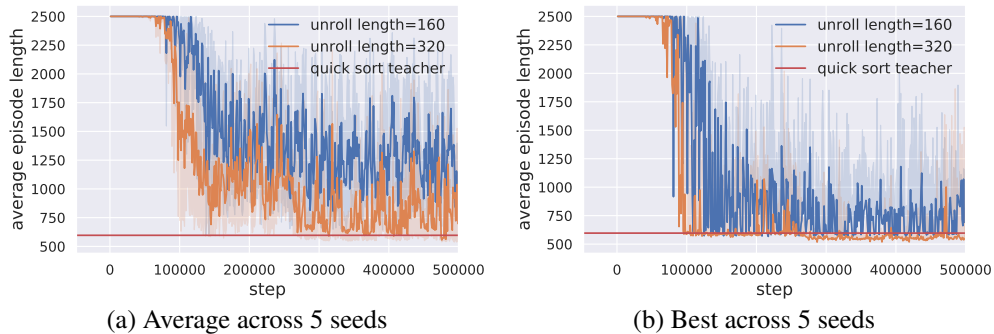 2500
2250
2000
1750
1500
1250
1000
750
500
average episode length
unroll length=160
unroll length=320
quick sort teacher
0
100000
200000
300000
400000
500000
step
(a) Average across 5 seeds
2500
2250
2000
1750
1500
1250
1000
750
500
average episode length
unroll length=160
unroll length=320
quick sort teacher
0
100000
200000
300000
400000
500000
step
(b) Best across 5 seeds